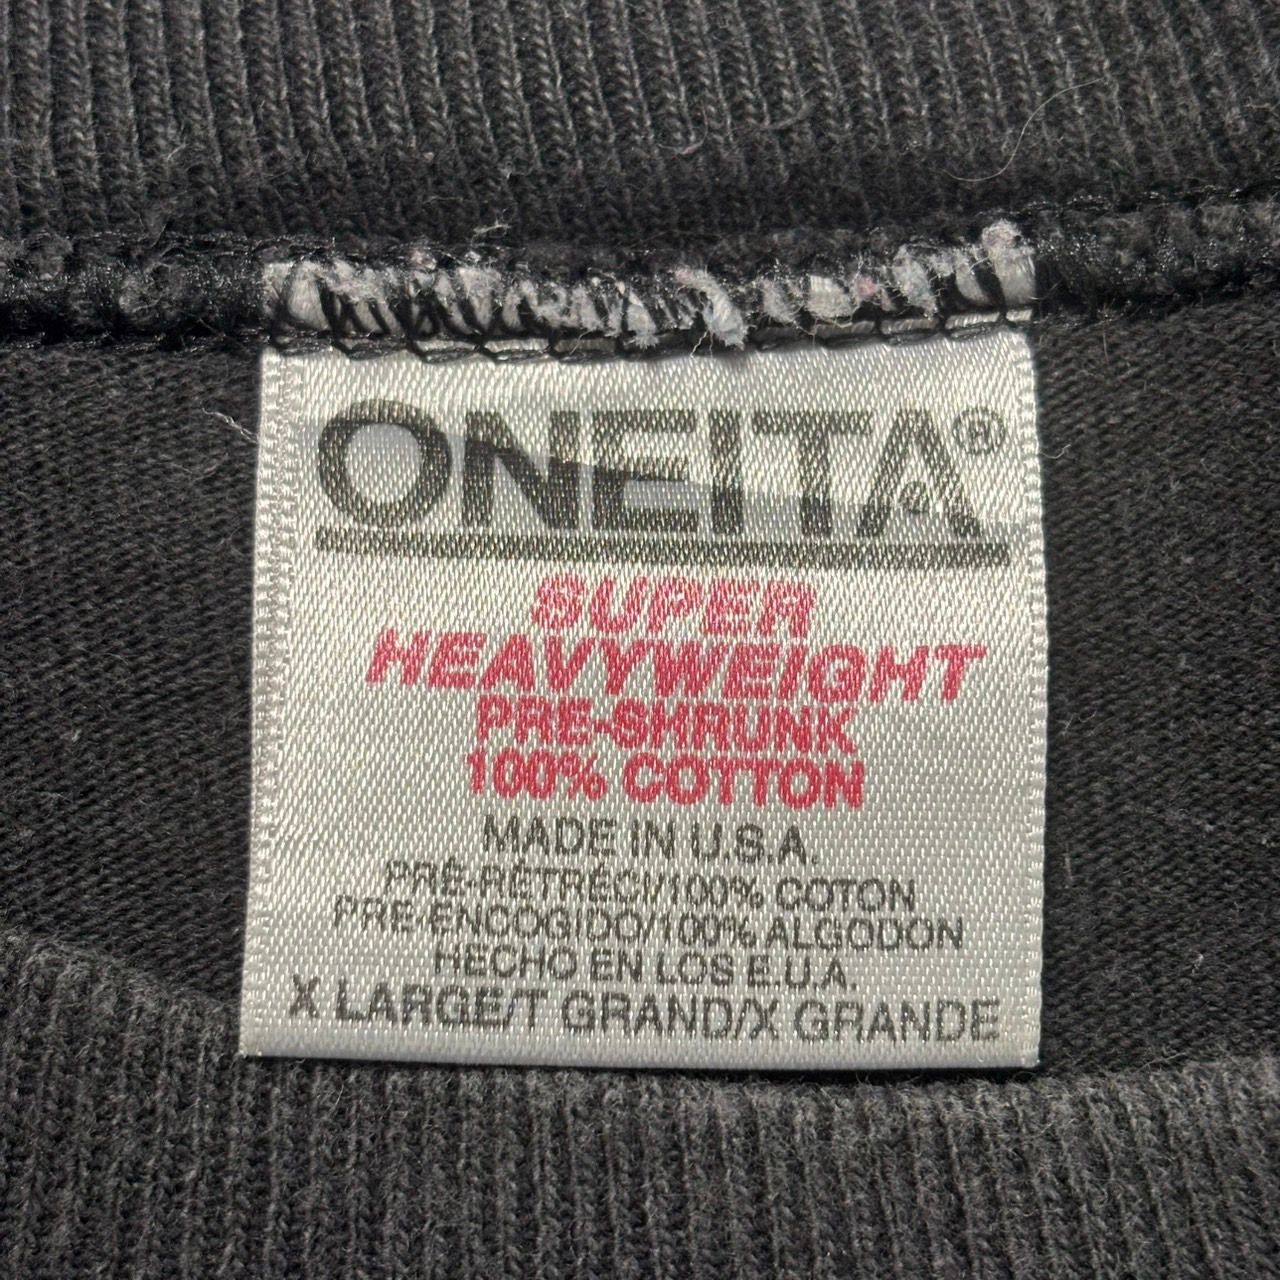 ONEITA®
SUPER
HEAVYWEIGHT
PRE-SHRUNK
100% COTTON
MADE IN U.S.A.
PRÉ-RÉTRÉCI/100% COTON
PRE-ENCOGIDO/100% ALGODON
HECHO EN LOS E.U.A.
X LARGE/T GRAND/X GRANDE